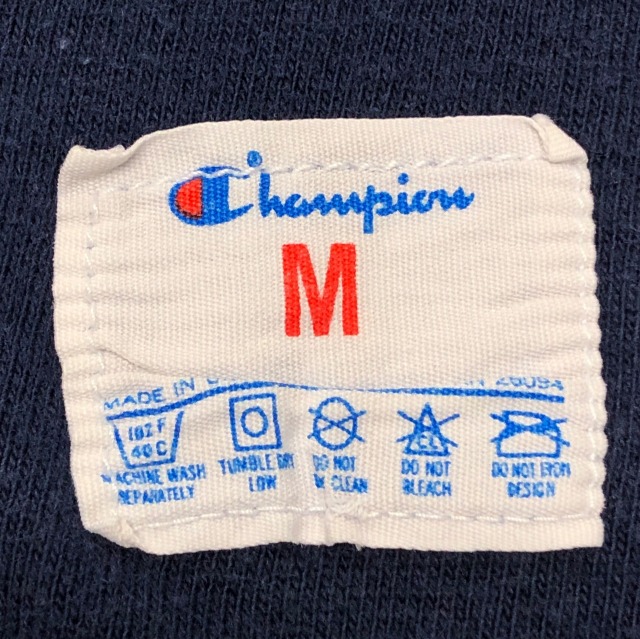 Champion®
M
MADE IN
102 F
40 C
CL
MACHINE WASH
SEPARATELY
TUMBLE DRY
LOW
DO NOT
CLEAN
DO NOT
BLEACH
DO NOT IRON
DESIGN